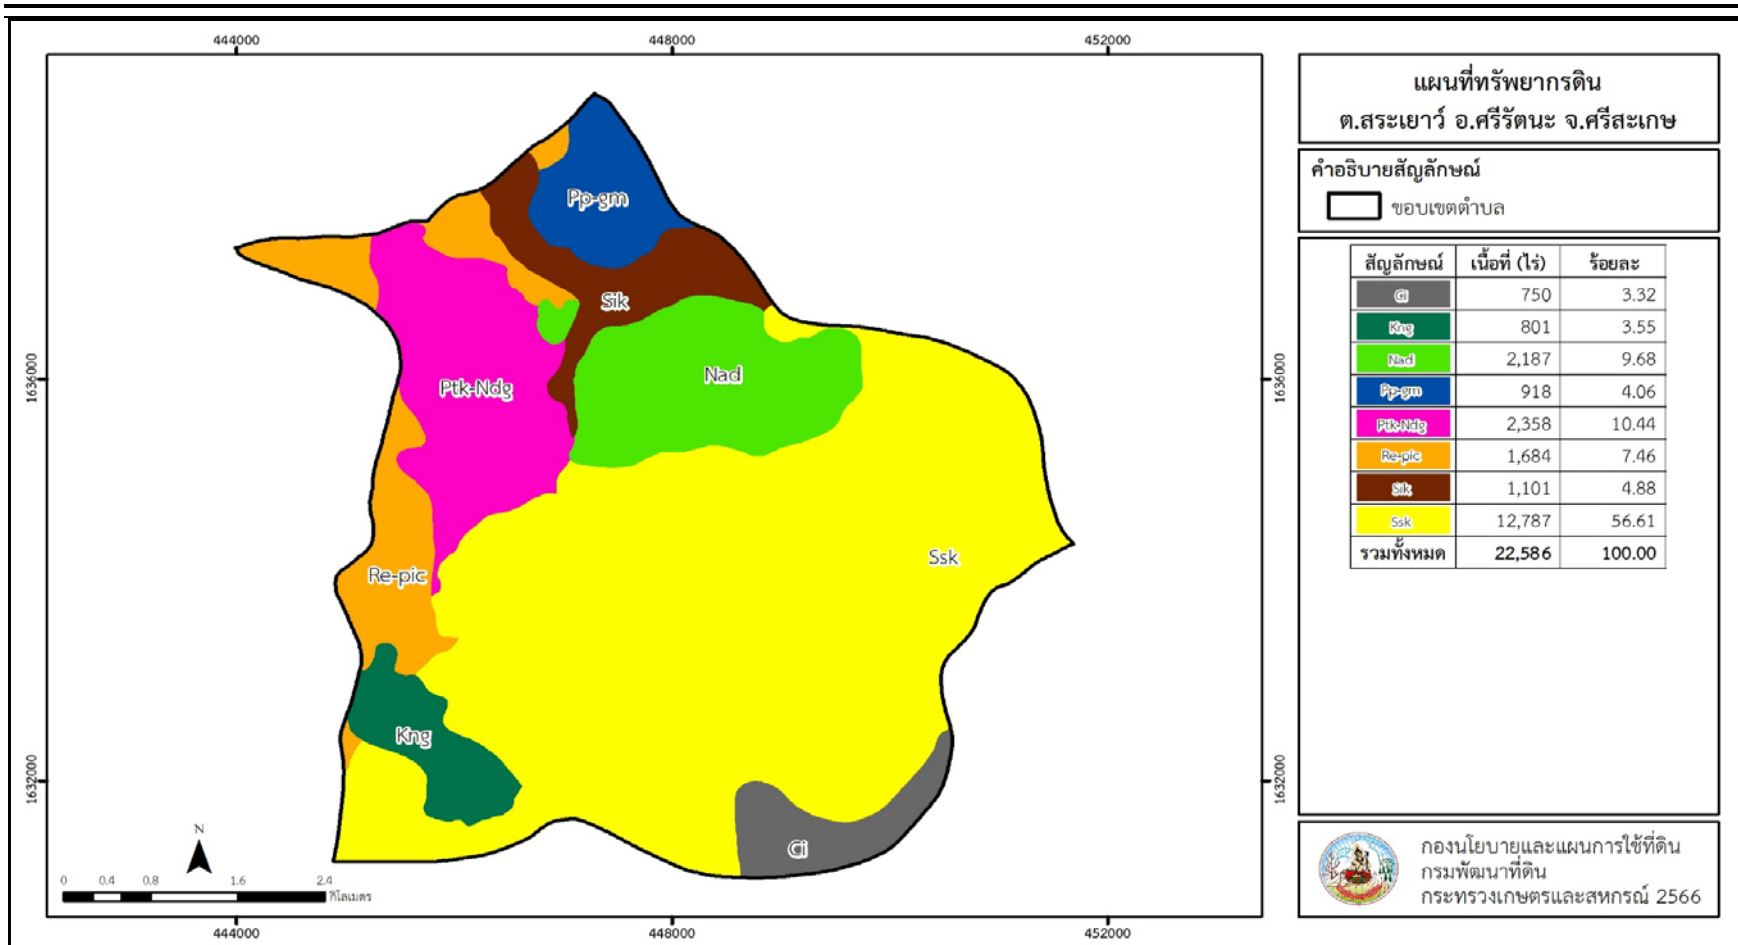 444000
448000
452000
แผนที่ทรัพยากรดิน
ต.สระเยาว์ อ.ศรีรัตนะ จ.ศรีสะเกษ
คำอธิบายสัญลักษณ์
ขอบเขตตำบล
สัญลักษณ์ เนื้อที่ (ไร่) ร้อยละ
Ci 750 3.32
Kng 801 3.55
Nad 2,187 9.68
Pp-gm 918 4.06
Ptk-Ndg 2,358 10.44
Re-pic 1,684 7.46
Sik 1,101 4.88
Ssk 12,787 56.61
รวมทั้งหมด 22,586 100.00
Pp-gm
Sik
Nad
Ptk-Ndg
1636000
1636000
Ssk
Re-pic
Kng
1632000
1632000
Ci
N
0 0.4 0.8 1.6 2.4
กิโลเมตร
444000
448000
452000
กองนโยบายและแผนการใช้ที่ดิน
กรมพัฒนาที่ดิน
กระทรวงเกษตรและสหกรณ์ 2566